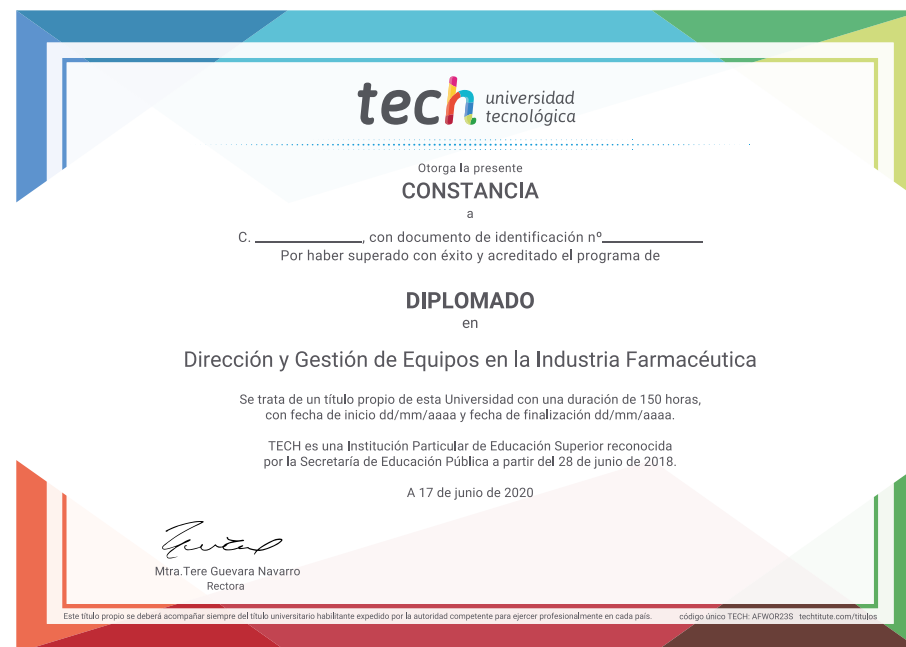 tech universidad
tecnológica
Otorga la presente
CONSTANCIA
a
C. ____________, con documento de identificación nº____________
Por haber superado con éxito y acreditado el programa de
DIPLOMADO
en
Dirección y Gestión de Equipos en la Industria Farmacéutica
Se trata de un título propio de esta Universidad con una duración de 150 horas,
con fecha de inicio dd/mm/aaaa y fecha de finalización dd/mm/aaaa.
TECH es una Institución Particular de Educación Superior reconocida
por la Secretaría de Educación Pública a partir del 28 de junio de 2018.
A 17 de junio de 2020
Mtra.Tere Guevara Navarro
Rectora
Este título propio se deberá acompañar siempre del título universitario habilitante expedido por la autoridad competente para ejercer profesionalmente en cada país. código único TECH: AFWOR23S techtitute.com/titulos